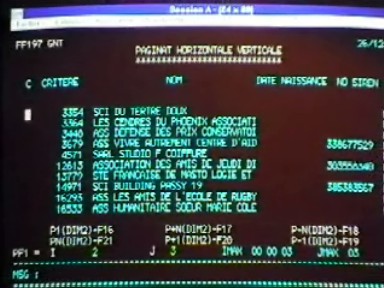 Session A - [24 x 80]
FF197 GNT PAGINAT HORIZONTALE VERTICALE 26/12
C CRITERE NOM DATE NAISSANCE NO SIREN
3354 SCI DU TERTRE DOUX
3364 LES CENDRES DU PHOENIX ASSOCIATI
3440 ASS DEFENSE DES PARIX CONSERVATOI
3679 ASS VIVRE AUTREMENT CENTRE D'AID 338677529
4571 SARL STUDIO F COIFFURE
12613 ASSOCIATION DES AMIS DE JEUDI DI
13779 STE FRANCAISE DE MASTO LOGIE ET
14971 SCI BUILDING PASSY 19 385383567
16293 ASS LES AMIS DE L'ECOLE DE RUGBY
16533 ASS HUMANITAIRE SOEUR MARIE COLE
P1(DIM2)-F16 P+N(DIM2)-F17 P-N(DIM2)-F18
PN(DIM2)-F21 P+1(DIM2)-F20 P-1(DIM2)-F19
PF1 = I 2 J 3 IMAX 00 00 03 JMAX 03
MSG :